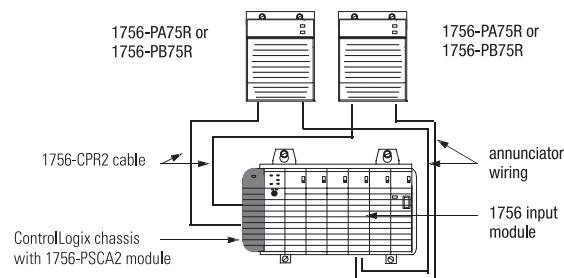 1756-PA75R or
1756-PB75R
1756-PA75R or
1756-PB75R
1756-CPR2 cable
annunciator
wiring
1756 input
module
ControlLogix chassis
with 1756-PSCA2 module